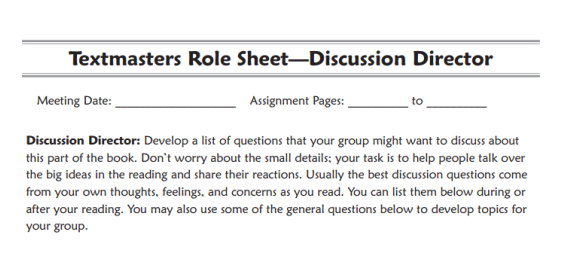 Textmasters Role Sheet—Discussion Director
Meeting Date: ____________________ Assignment Pages: __________ to __________
Discussion Director: Develop a list of questions that your group might want to discuss about
this part of the book. Don't worry about the small details; your task is to help people talk over
the big ideas in the reading and share their reactions. Usually the best discussion questions come
from your own thoughts, feelings, and concerns as you read. You can list them below during or
after your reading. You may also use some of the general questions below to develop topics for
your group.